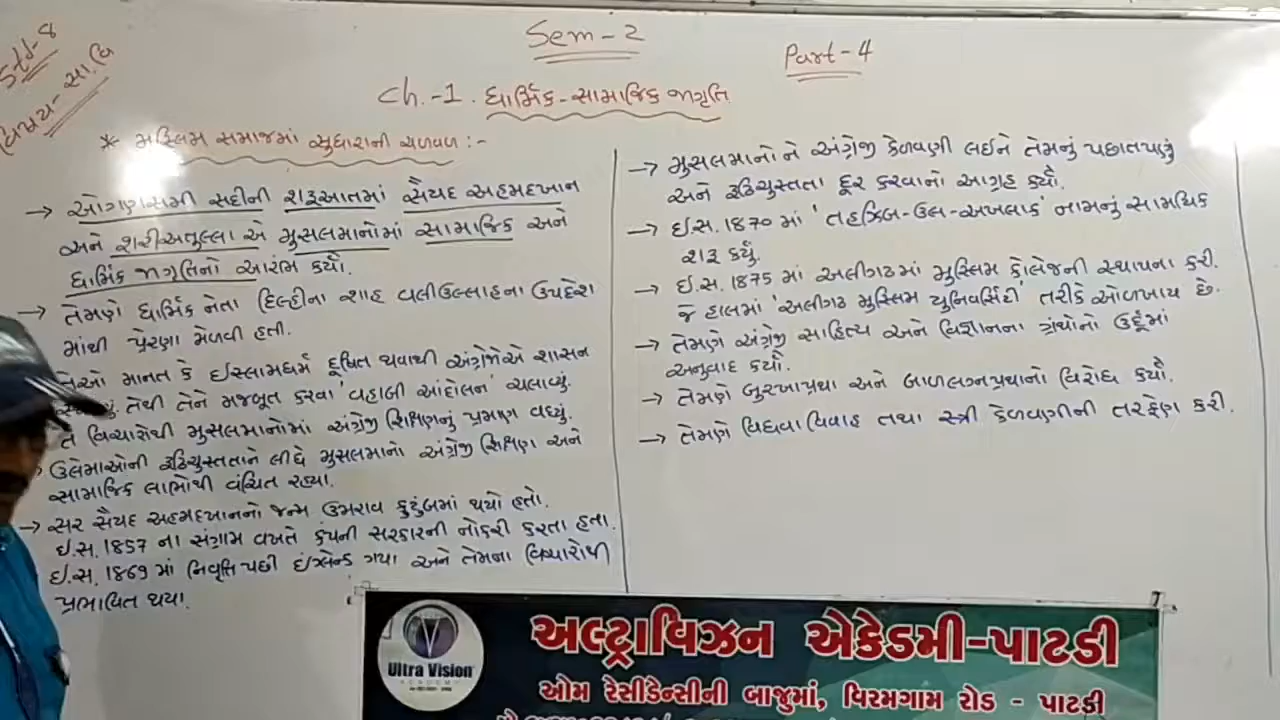 Std-8
વિષય- સા.વિ
Sem-2
Part-4
Ch.-1. ધાર્મિક-સામાજિક જાગૃતિ
* મુસ્લિમ સમાજમાં સુધારાની ચળવળ :-
→ ઓગણસમી સદીની શરૂઆતમાં સૈયદ અહમદખાન
અને શરીઅતુલ્લા એ મુસલમાનોમાં સામાજિક અને
ધાર્મિક જાગૃતિનો આરંભ કર્યો.
→ તેમણે ધાર્મિક નેતા દિલ્હીના શાહ વલીઉલ્લાહના ઉપદેશ
માંથી પ્રેરણા મેળવી હતી.
તેઓ માનતા કે ઈસ્લામધર્મ દૂષિત થવાથી અંગ્રેજોએ શાસન
તેથી તેને મજબૂત કરવા 'વહાબી આંદોલન' ચલાવ્યું.
તે વિચારોથી મુસલમાનોમાં અંગ્રેજી શિક્ષણનું પ્રમાણ વધ્યું.
ઉલેમાઓની રૂઢિચુસ્તતાને લીધે મુસલમાનો અંગ્રેજી શિક્ષણ અને
સામાજિક લાભોથી વંચિત રહ્યા.
→ સર સૈયદ અહમદખાનનો જન્મ ઉમરાવ કુટુંબમાં થયો હતો.
ઈ.સ. 1857 ના સંગ્રામ વખતે કંપની સરકારની નોકરી કરતા હતા.
ઈ.સ. 1869 માં નિવૃત્તિ પછી ઈંગ્લેન્ડ ગયા અને તેમના વિચારોથી
પ્રભાવિત થયા.
→ મુસલમાનોને અંગ્રેજી કેળવણી લઈને તેમનું પછાતપણું
અને રૂઢિચુસ્તતા દૂર કરવાનો આગ્રહ કર્યો.
→ ઈ.સ. 1870 માં 'તહઝિબ-ઉલ-અખલાક' નામનું સામયિક
શરૂ કર્યું.
→ ઈ.સ. 1875 માં અલીગઢમાં મુસ્લિમ કોલેજની સ્થાપના કરી.
જે હાલમાં 'અલીગઢ મુસ્લિમ યુનિવર્સિટી' તરીકે ઓળખાય છે.
→ તેમણે અંગ્રેજી સાહિત્ય અને વિજ્ઞાનના ગ્રંથોનો ઉર્દૂમાં
અનુવાદ કર્યો.
→ તેમણે બુરખાપ્રથા અને બાળલગ્નપ્રથાનો વિરોધ કર્યો.
→ તેમણે વિધવાવિવાહ તથા સ્ત્રી કેળવણીની તરફેણ કરી.
Ultra Vision
ACADEMY
અલ્ટ્રાવિઝન એકેડમી-પાટડી
ઓમ રેસીડેન્સીની બાજુમાં, વિરમગામ રોડ - પાટડી